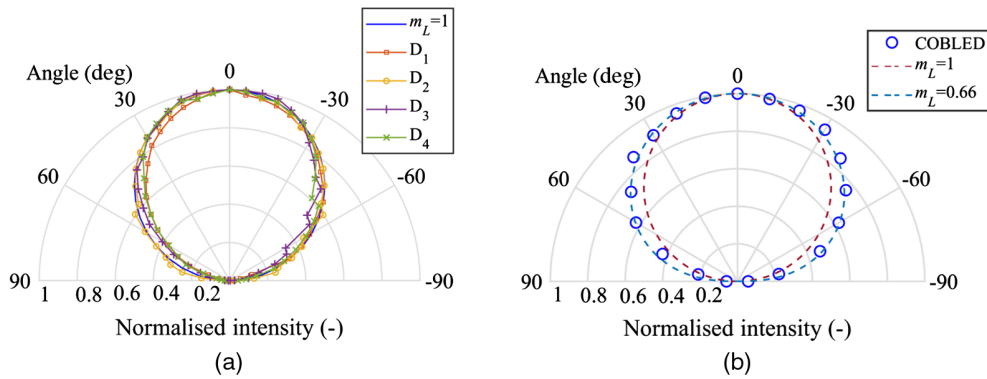 m_L=1
D_1
D_2
D_3
D_4
Angle (deg)
0
30
-30
60
-60
90
-90
1 0.8 0.6 0.4 0.2
Normalised intensity (-)
(a)
COBLED
m_L=1
m_L=0.66
Angle (deg)
0
30
-30
60
-60
90
-90
1 0.8 0.6 0.4 0.2
Normalised intensity (-)
(b)